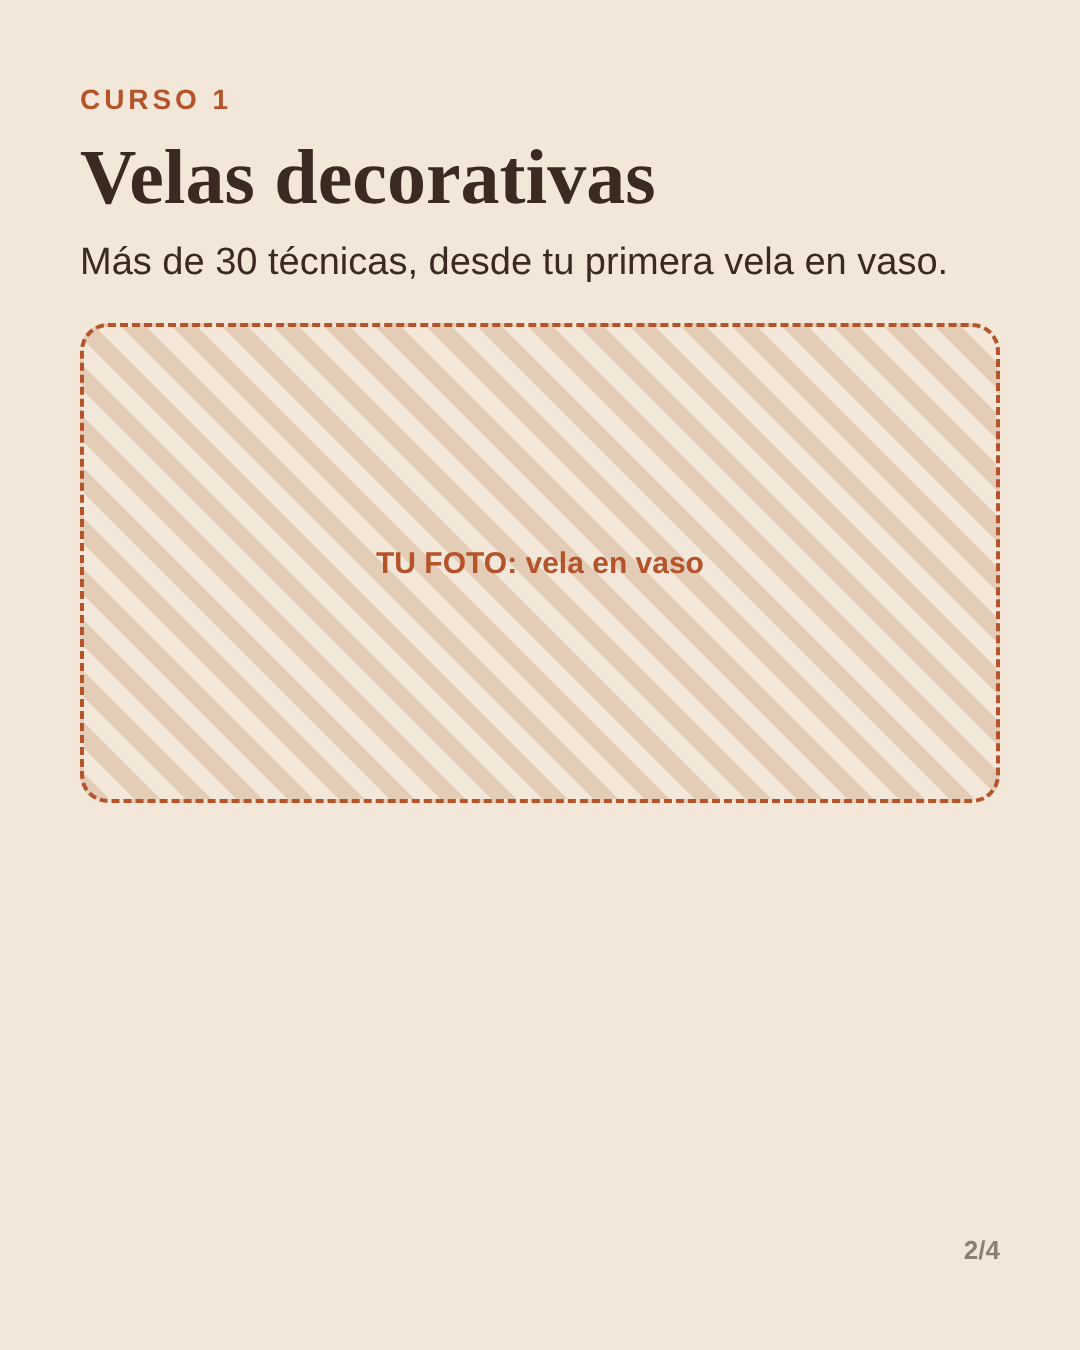 CURSO 1
Velas decorativas
Más de 30 técnicas, desde tu primera vela en vaso.
TU FOTO: vela en vaso
2/4